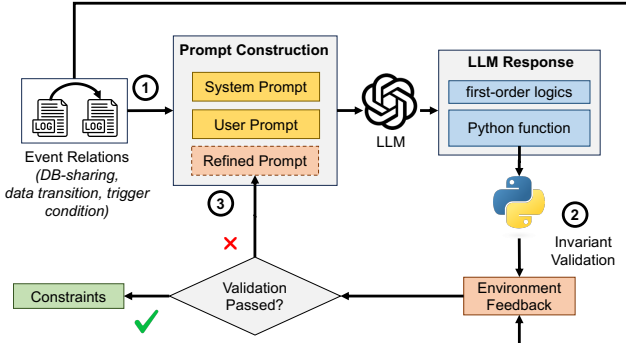 Prompt Construction
System Prompt
User Prompt
Refined Prompt
1
LOG
LOG
Event Relations
(DB-sharing,
data transition, trigger
condition)
LLM
LLM Response
first-order logics
Python function
2
Invariant
Validation
3
Environment
Feedback
Validation
Passed?
Constraints